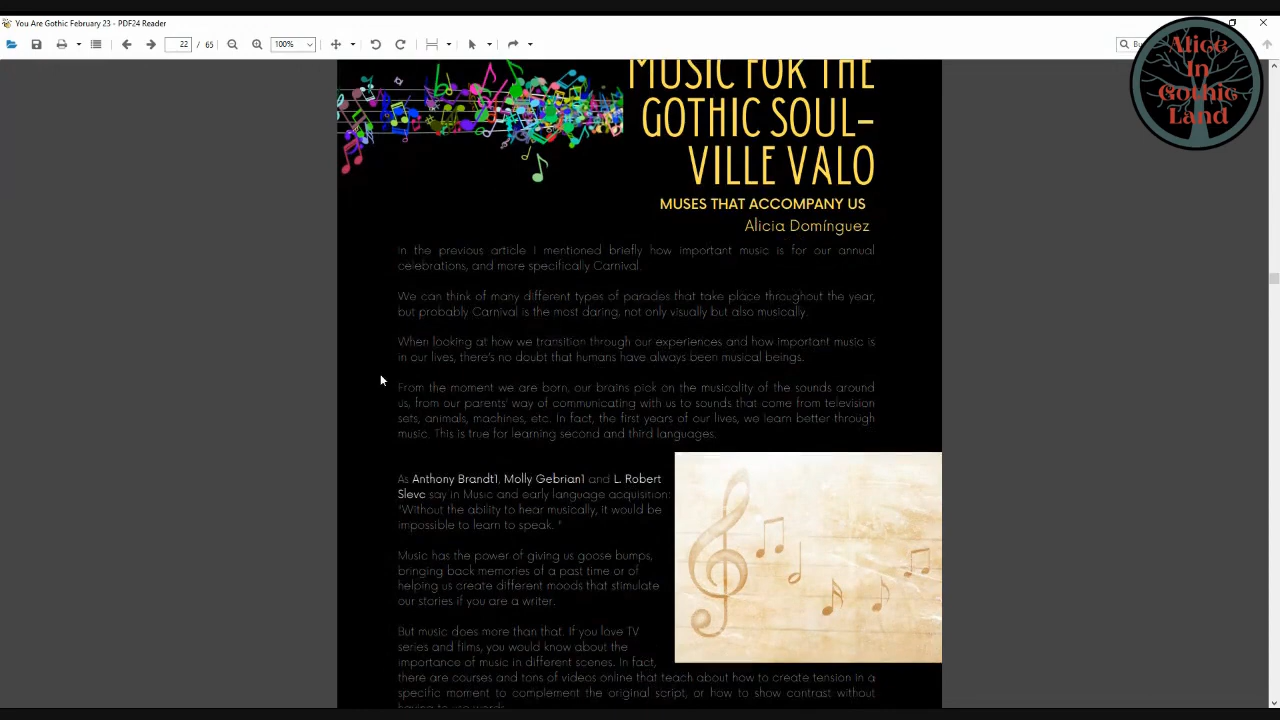 You Are Gothic February 23 - PDF24 Reader
22 / 65
100%
Alice
In
Gothic
Land
MUSIC FOR THE
GOTHIC SOUL-
VILLE VALO
MUSES THAT ACCOMPANY US
Alicia Domínguez
In the previous article I mentioned briefly how important music is for our annual
celebrations, and more specifically Carnival.
We can think of many different types of parades that take place throughout the year,
but probably Carnival is the most daring, not only visually but also musically.
When looking at how we transition through our experiences and how important music is
in our lives, there's no doubt that humans have always been musical beings.
From the moment we are born, our brains pick on the musicality of the sounds around
us, from our parents' way of communicating with us to sounds that come from television
sets, animals, machines, etc. In fact, the first years of our lives, we learn better through
music. This is true for learning second and third languages.
As Anthony Brandt1, Molly Gebrian1 and L. Robert
Slevc say in Music and early language acquisition:
"Without the ability to hear musically, it would be
impossible to learn to speak. "
Music has the power of giving us goose bumps,
bringing back memories of a past time or of
helping us create different moods that stimulate
our stories if you are a writer.
But music does more than that. If you love TV
series and films, you would know about the
importance of music in different scenes. In fact,
there are courses and tons of videos online that teach about how to create tension in a
specific moment to complement the original script, or how to show contrast without
having to use words.